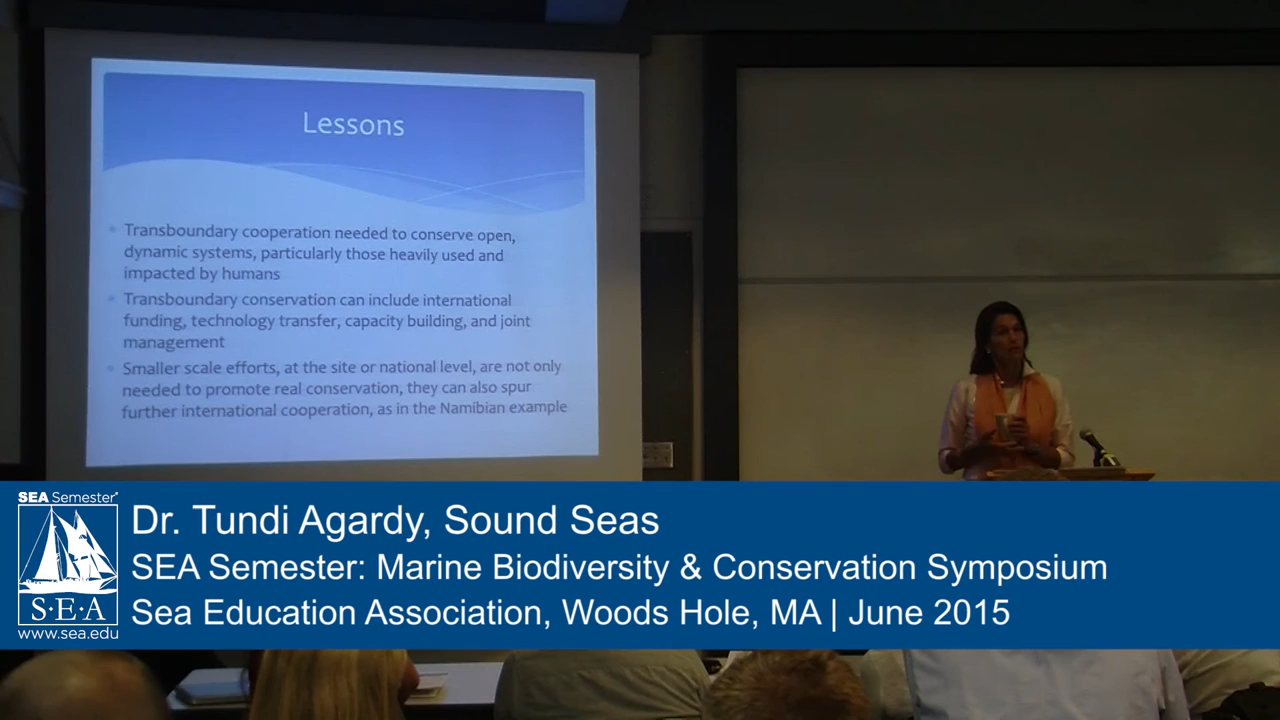 Lessons
Transboundary cooperation needed to conserve open,
dynamic systems, particularly those heavily used and
impacted by humans
Transboundary conservation can include international
funding, technology transfer, capacity building, and joint
management
Smaller scale efforts, at the site or national level, are not only
needed to promote real conservation, they can also spur
further international cooperation, as in the Namibian example
SEA Semester®
S·E·A
www.sea.edu
Dr. Tundi Agardy, Sound Seas
SEA Semester: Marine Biodiversity & Conservation Symposium
Sea Education Association, Woods Hole, MA | June 2015